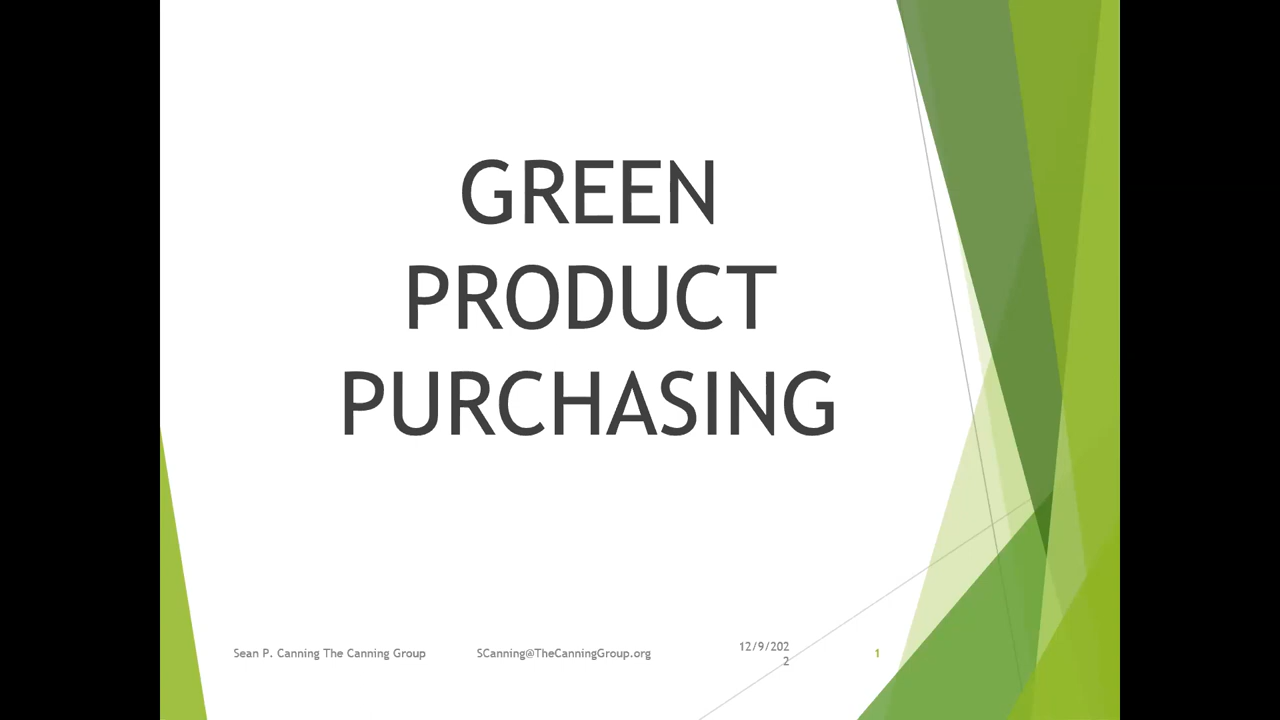 GREEN
PRODUCT
PURCHASING
Sean P. Canning The Canning Group
SCanning@TheCanningGroup.org
12/9/202
2
1